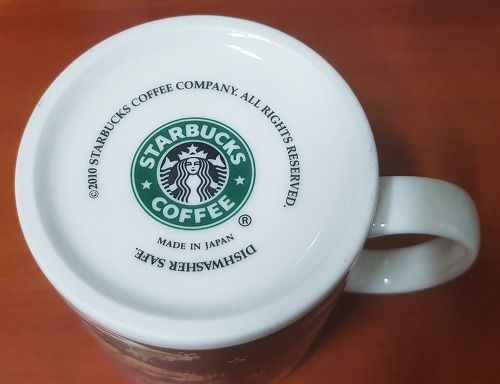 ©2010 STARBUCKS COFFEE COMPANY. ALL RIGHTS RESERVED.
STARBUCKS
COFFEE
®
MADE IN JAPAN
DISHWASHER SAFE.